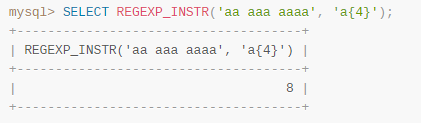 mysql> SELECT REGEXP_INSTR('aa aaa aaaa', 'a{4}');
+-------------------------------------+
| REGEXP_INSTR('aa aaa aaaa', 'a{4}') |
+-------------------------------------+
|                                   8 |
+-------------------------------------+